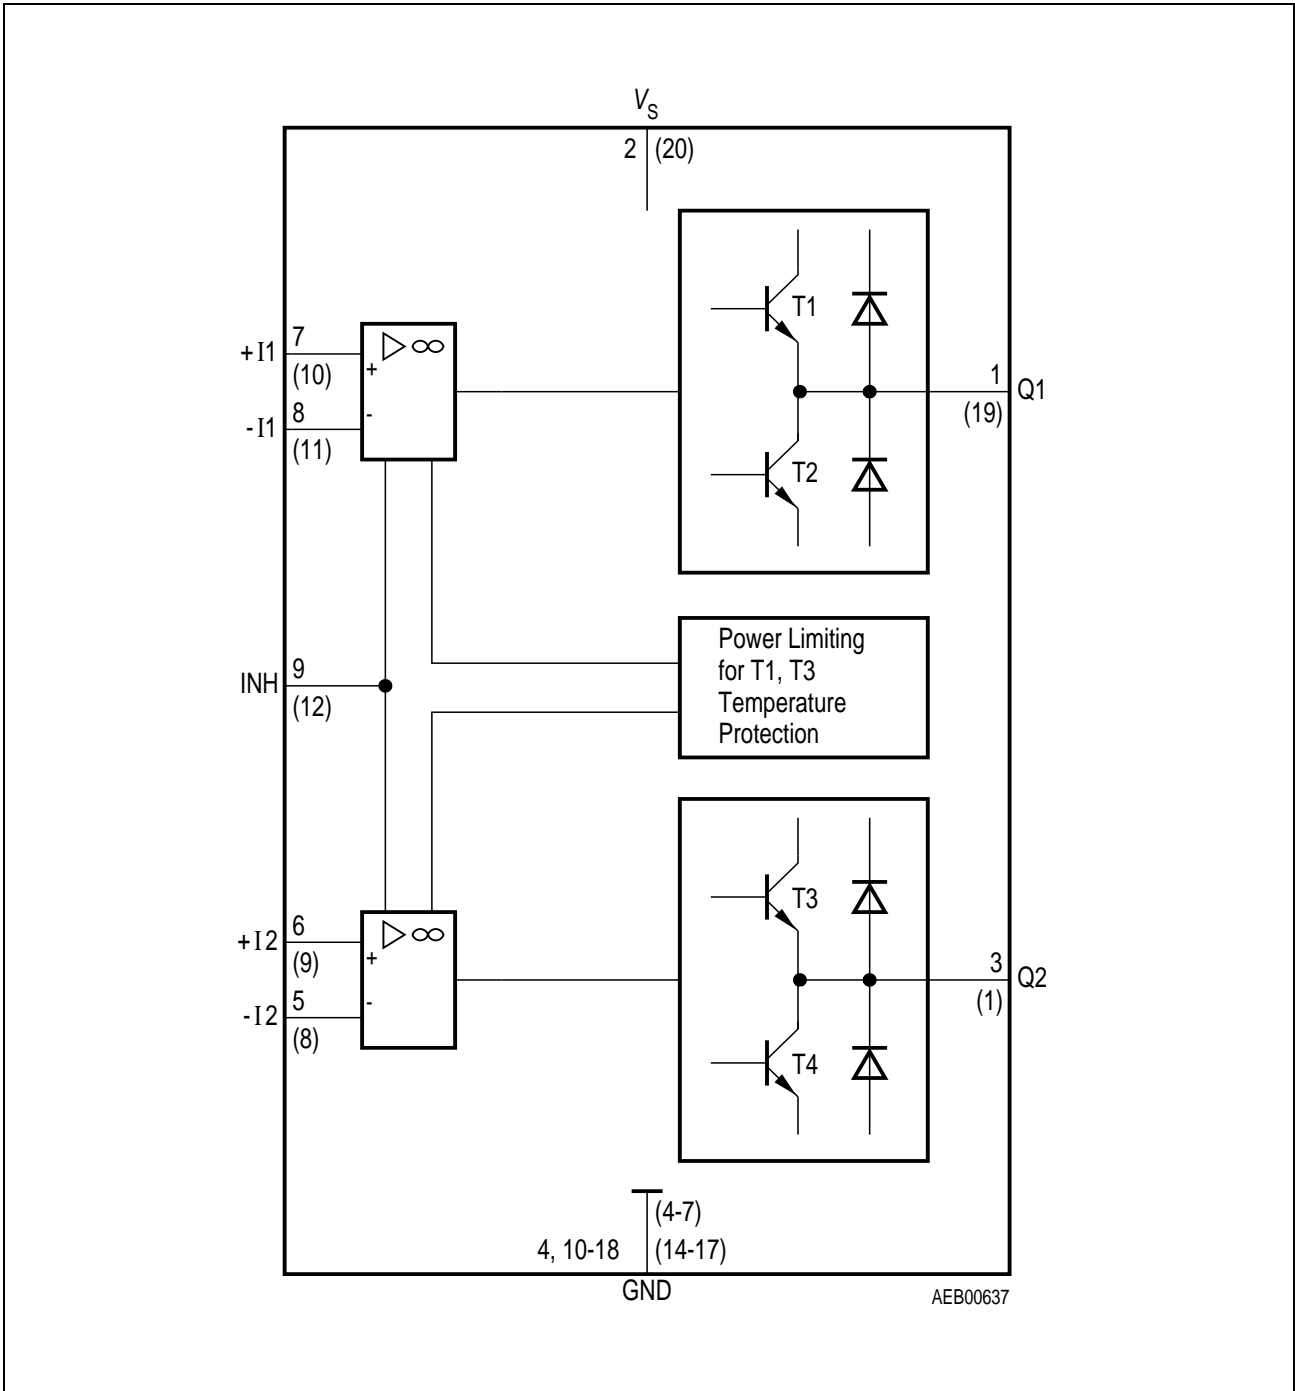 VS
2 (20)
T1
+I1 7
(10)
▷ ∞
+
-I1 8
(11)
-
1 Q1
(19)
T2
INH 9
(12)
Power Limiting
for T1, T3
Temperature
Protection
T3
+I2 6
(9)
▷ ∞
+
-I2 5
(8)
-
3 Q2
(1)
T4
(4-7)
4, 10-18 (14-17)
GND
AEB00637